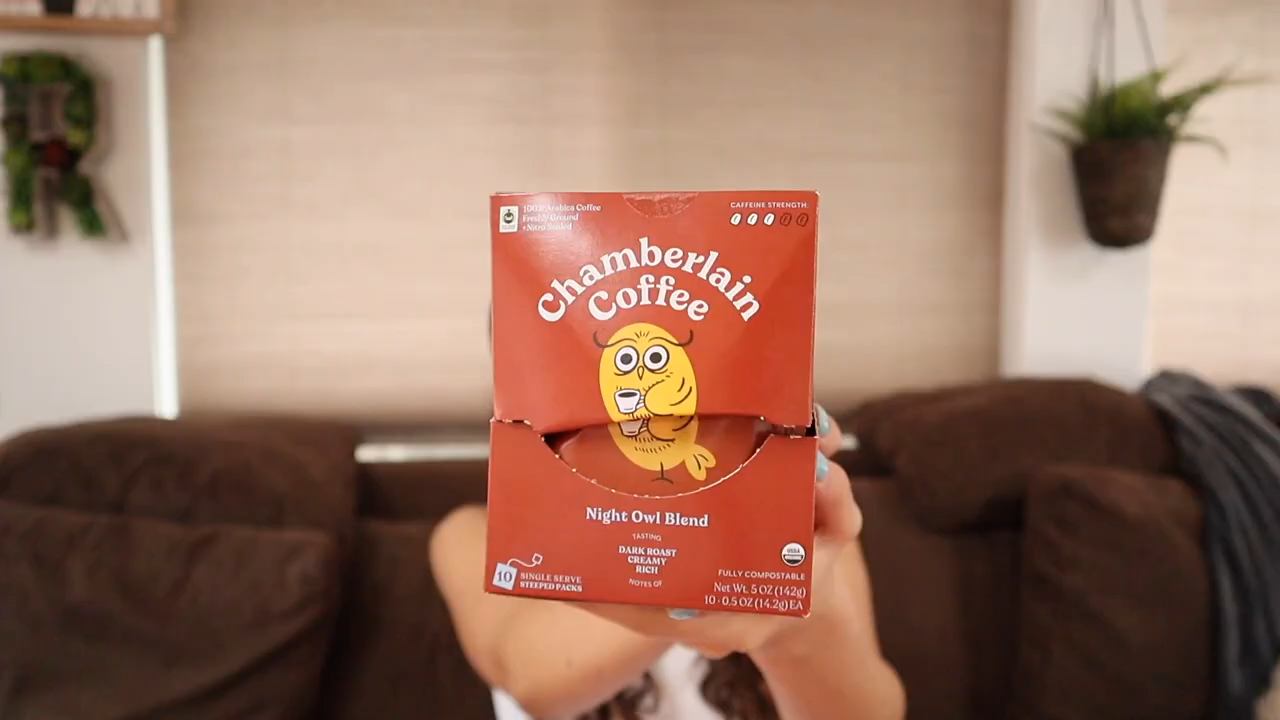 R
100% Arabica Coffee
Freshly Ground
+Nitro Sealed
CAFFEINE STRENGTH:
Chamberlain
Coffee
Night Owl Blend
TASTING
DARK ROAST
CREAMY
RICH
NOTES OF
10 SINGLE SERVE
STEEPED PACKS
USDA
ORGANIC
FULLY COMPOSTABLE
Net Wt. 5 OZ (142g)
10 - 0.5 OZ (14.2g) EA